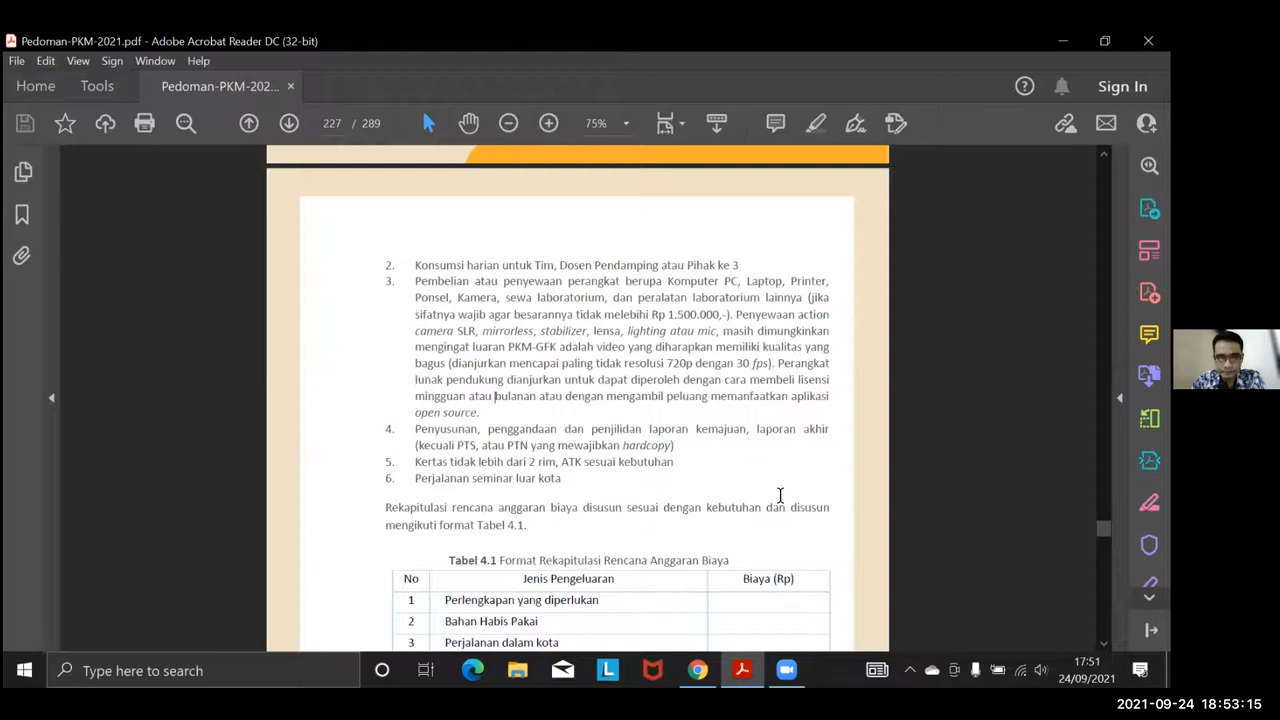 Pedoman-PKM-2021.pdf - Adobe Acrobat Reader DC (32-bit)
File Edit View Sign Window Help
Home Tools Pedoman-PKM-202... Sign In
227 / 289 75%
2. Konsumsi harian untuk Tim, Dosen Pendamping atau Pihak ke 3
3. Pembelian atau penyewaan perangkat berupa Komputer PC, Laptop, Printer,
Ponsel, Kamera, sewa laboratorium, dan peralatan laboratorium lainnya (jika
sifatnya wajib agar besarannya tidak melebihi Rp 1.500.000,-). Penyewaan action
camera SLR, mirrorless, stabilizer, lensa, lighting atau mic, masih dimungkinkan
mengingat luaran PKM-GFK adalah video yang diharapkan memiliki kualitas yang
bagus (dianjurkan mencapai paling tidak resolusi 720p dengan 30 fps). Perangkat
lunak pendukung dianjurkan untuk dapat diperoleh dengan cara membeli lisensi
mingguan atau bulanan atau dengan mengambil peluang memanfaatkan aplikasi
open source.
4. Penyusunan, penggandaan dan penjilidan laporan kemajuan, laporan akhir
(kecuali PTS, atau PTN yang mewajibkan hardcopy)
5. Kertas tidak lebih dari 2 rim, ATK sesuai kebutuhan
6. Perjalanan seminar luar kota
Rekapitulasi rencana anggaran biaya disusun sesuai dengan kebutuhan dan disusun
mengikuti format Tabel 4.1.
Tabel 4.1 Format Rekapitulasi Rencana Anggaran Biaya
No Jenis Pengeluaran Biaya (Rp)
1 Perlengkapan yang diperlukan
2 Bahan Habis Pakai
3 Perjalanan dalam kota
Type here to search
17:51
24/09/2021
2021-09-24 18:53:15